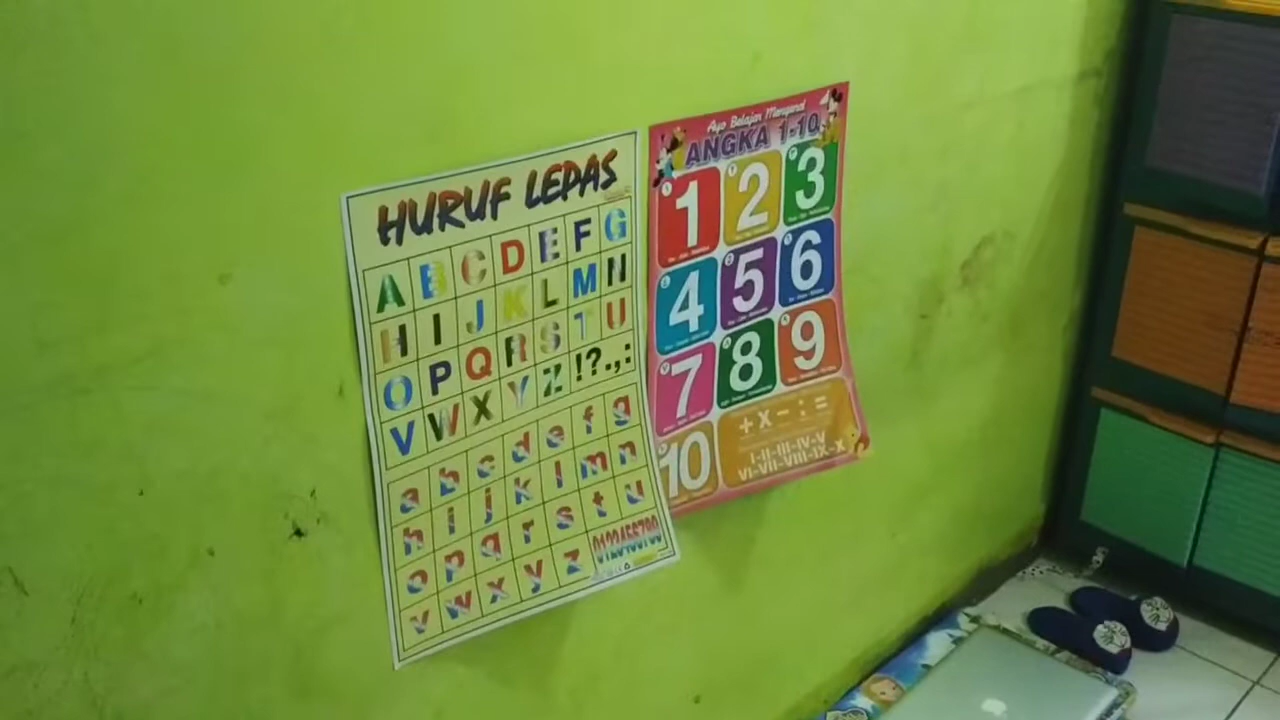 HURUF LEPAS
A B C D E F G
H I J K L M N
O P Q R S T U
V W X Y Z !?.,:
a b c d e f g
h i j k l m n
o p q r s t u
v w x y z 0123456789
Ayo Belajar Mengenal
ANGKA 1-10
1 2 3
4 5 6
7 8 9
10
+ x - : =
I-II-III-IV-V
VI-VII-VIII-IX-X